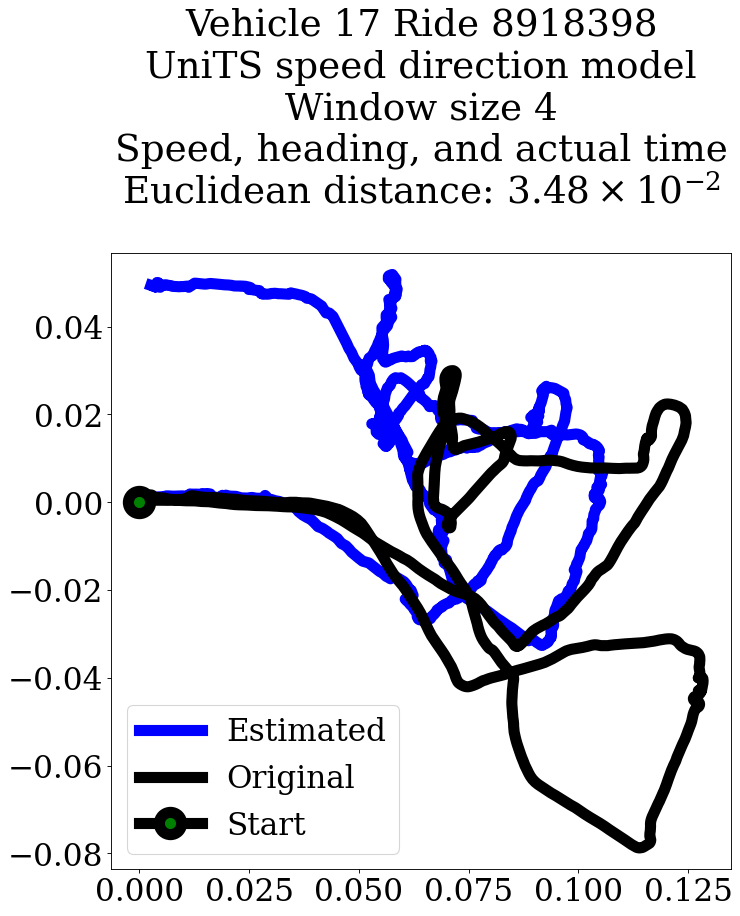 Vehicle 17 Ride 8918398
UniTS speed direction model
Window size 4
Speed, heading, and actual time
Euclidean distance: 3.48 × 10⁻²
0.04
0.02
0.00
−0.02
−0.04
−0.06
−0.08
Estimated
Original
Start
0.000 0.025 0.050 0.075 0.100 0.125